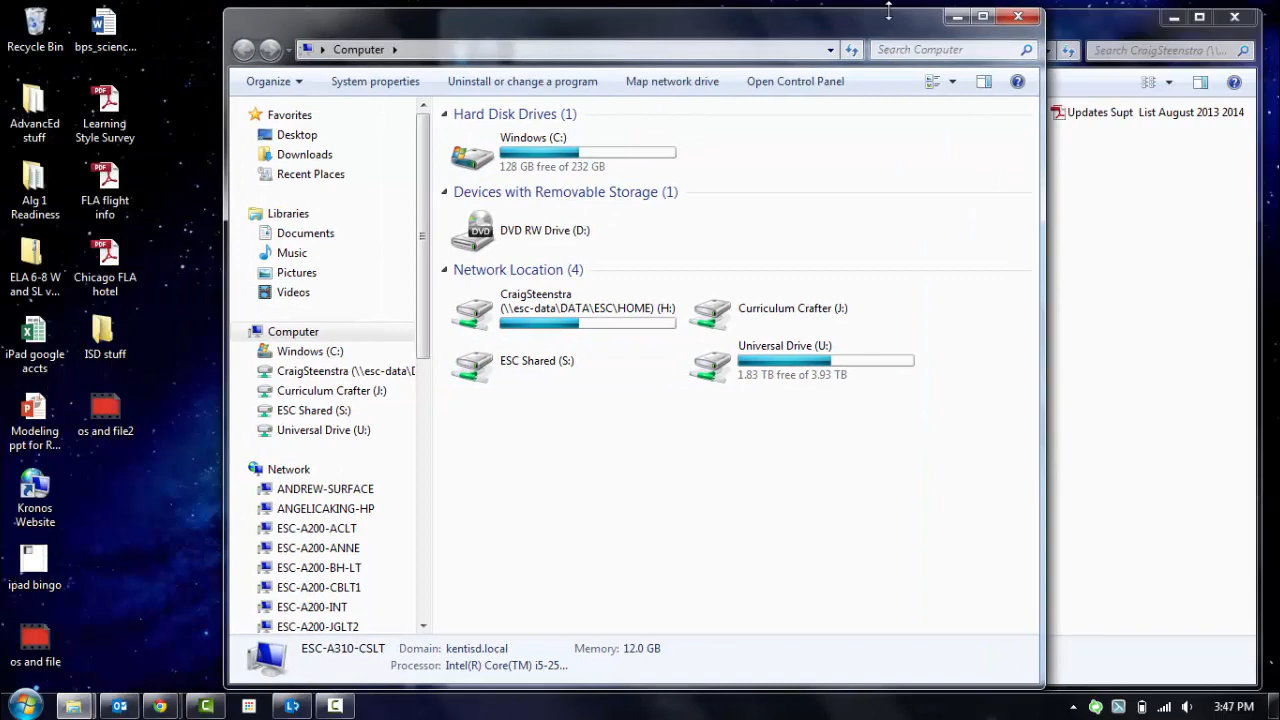 Recycle Bin
bps_scienc...
AdvancEd
stuff
Learning
Style Survey
Alg 1
Readiness
FLA flight
info
ELA 6-8 W
and SL v...
Chicago FLA
hotel
iPad google
accts
ISD stuff
Modeling
ppt for R...
os and file2
Kronos
Website
ipad bingo
os and file
Computer
Search Computer
Organize
System properties
Uninstall or change a program
Map network drive
Open Control Panel
Favorites
Desktop
Downloads
Recent Places
Libraries
Documents
Music
Pictures
Videos
Computer
Windows (C:)
CraigSteenstra (\\esc-data\D
Curriculum Crafter (J:)
ESC Shared (S:)
Universal Drive (U:)
Network
ANDREW-SURFACE
ANGELICAKING-HP
ESC-A200-ACLT
ESC-A200-ANNE
ESC-A200-BH-LT
ESC-A200-CBLT1
ESC-A200-INT
ESC-A200-JGLT2
Hard Disk Drives (1)
Windows (C:)
128 GB free of 232 GB
Devices with Removable Storage (1)
DVD
DVD RW Drive (D:)
Network Location (4)
CraigSteenstra
(\\esc-data\DATA\ESC\HOME) (H:)
Curriculum Crafter (J:)
ESC Shared (S:)
Universal Drive (U:)
1.83 TB free of 3.93 TB
ESC-A310-CSLT
Domain: kentisd.local
Memory: 12.0 GB
Processor: Intel(R) Core(TM) i5-25...
Search CraigSteenstra (\\...
Updates Supt List August 2013 2014
3:47 PM